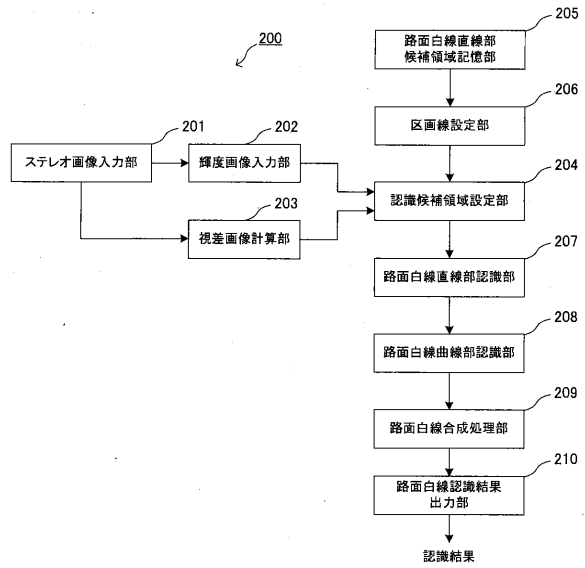 200
205
路面白線直線部
候補領域記憶部
206
区画線設定部
201
ステレオ画像入力部
202
輝度画像入力部
204
認識候補領域設定部
203
視差画像計算部
207
路面白線直線部認識部
208
路面白線曲線部認識部
209
路面白線合成処理部
210
路面白線認識結果
出力部
認識結果